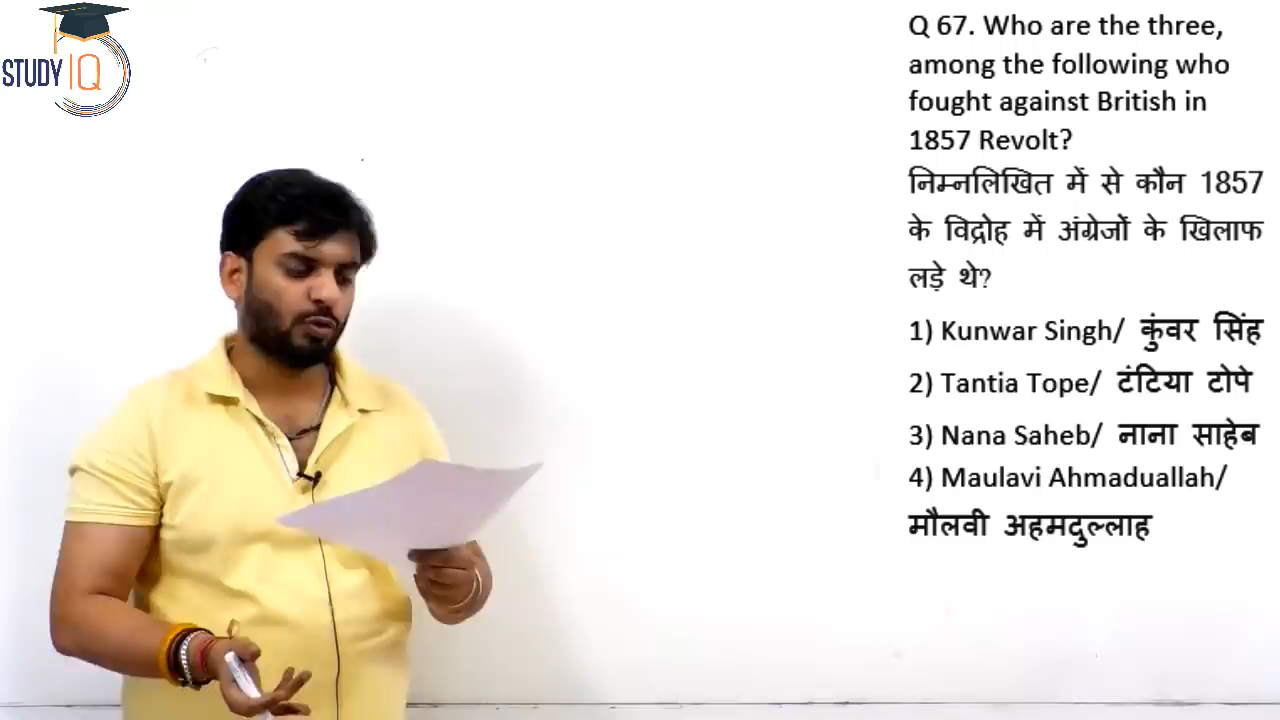 STUDY IQ
Q 67. Who are the three,
among the following who
fought against British in
1857 Revolt?
निम्नलिखित में से कौन 1857
के विद्रोह में अंग्रेजों के खिलाफ
लड़े थे?
1) Kunwar Singh/ कुंवर सिंह
2) Tantia Tope/ टंटिया टोपे
3) Nana Saheb/ नाना साहेब
4) Maulavi Ahmaduallah/
मौलवी अहमदुल्लाह